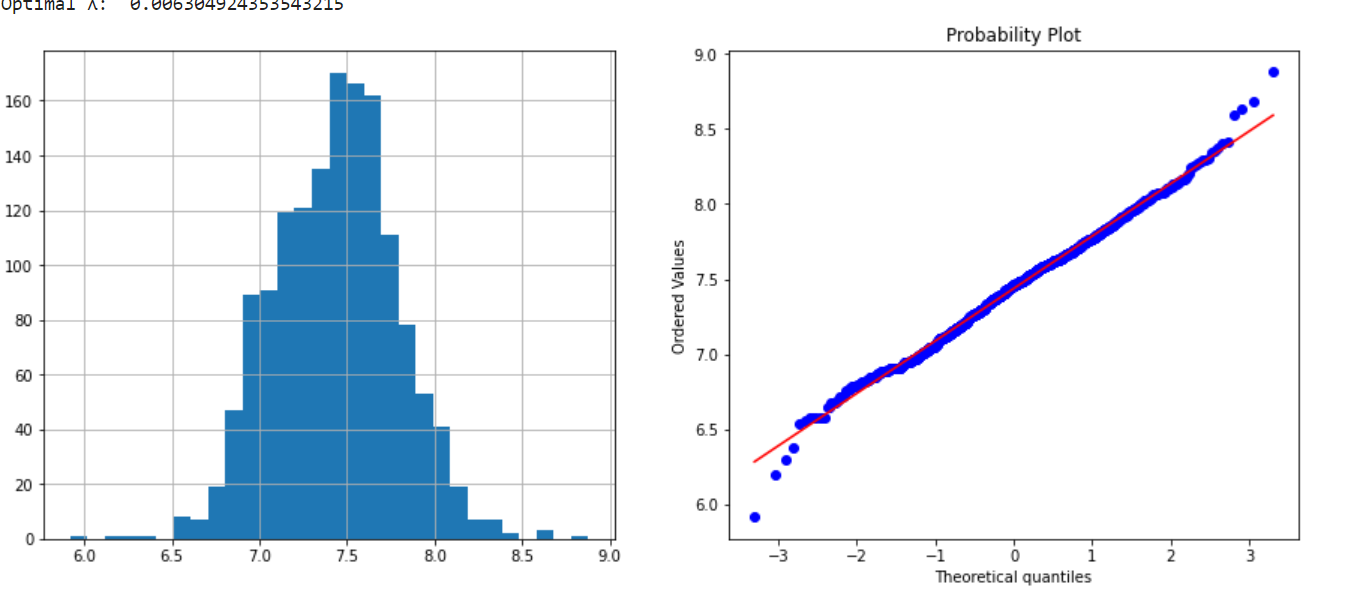 Optimal λ: 0.006304924353543215
160
140
120
100
80
60
40
20
0
6.0 6.5 7.0 7.5 8.0 8.5 9.0
Probability Plot
9.0
8.5
8.0
7.5
7.0
6.5
6.0
Ordered Values
−3 −2 −1 0 1 2 3
Theoretical quantiles